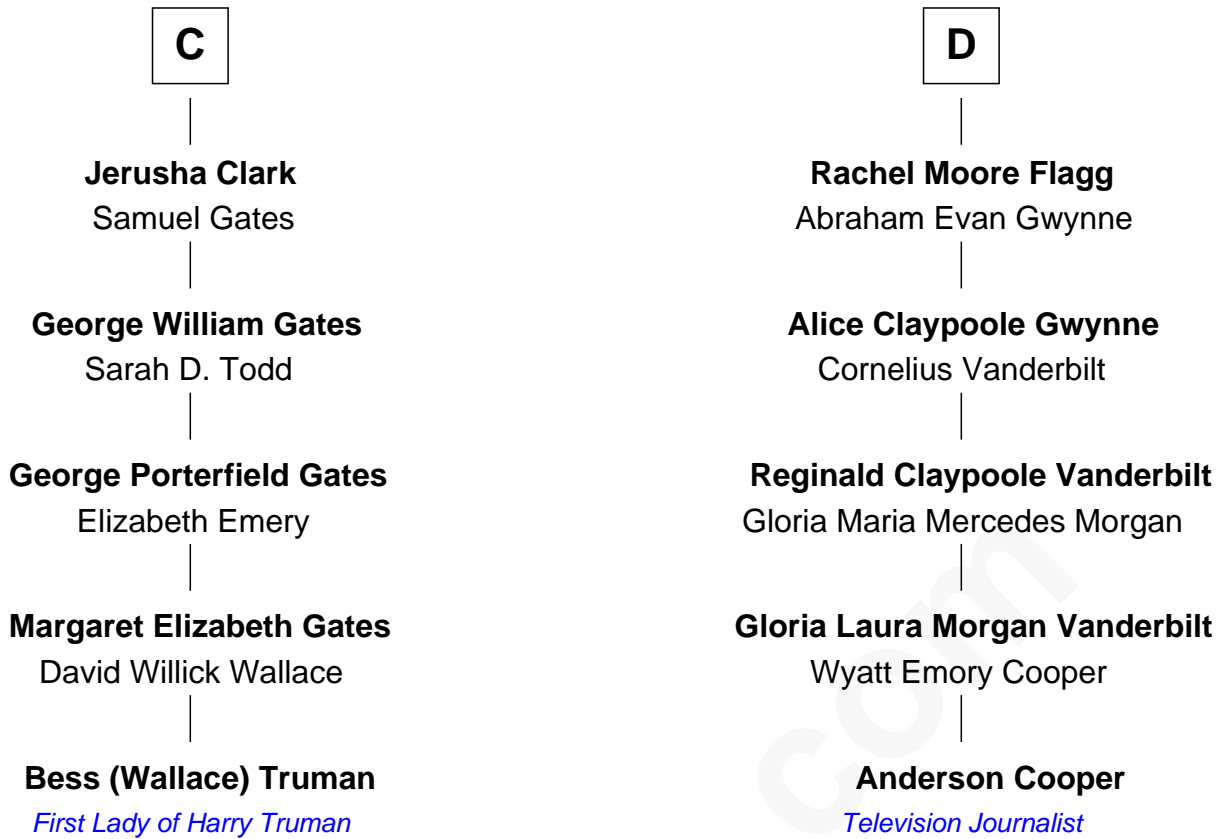 C
Jerusha Clark
Samuel Gates
George William Gates
Sarah D. Todd
George Porterfield Gates
Elizabeth Emery
Margaret Elizabeth Gates
David Willick Wallace
Bess (Wallace) Truman
First Lady of Harry Truman
D
Rachel Moore Flagg
Abraham Evan Gwynne
Alice Claypoole Gwynne
Cornelius Vanderbilt
Reginald Claypoole Vanderbilt
Gloria Maria Mercedes Morgan
Gloria Laura Morgan Vanderbilt
Wyatt Emory Cooper
Anderson Cooper
Television Journalist
com